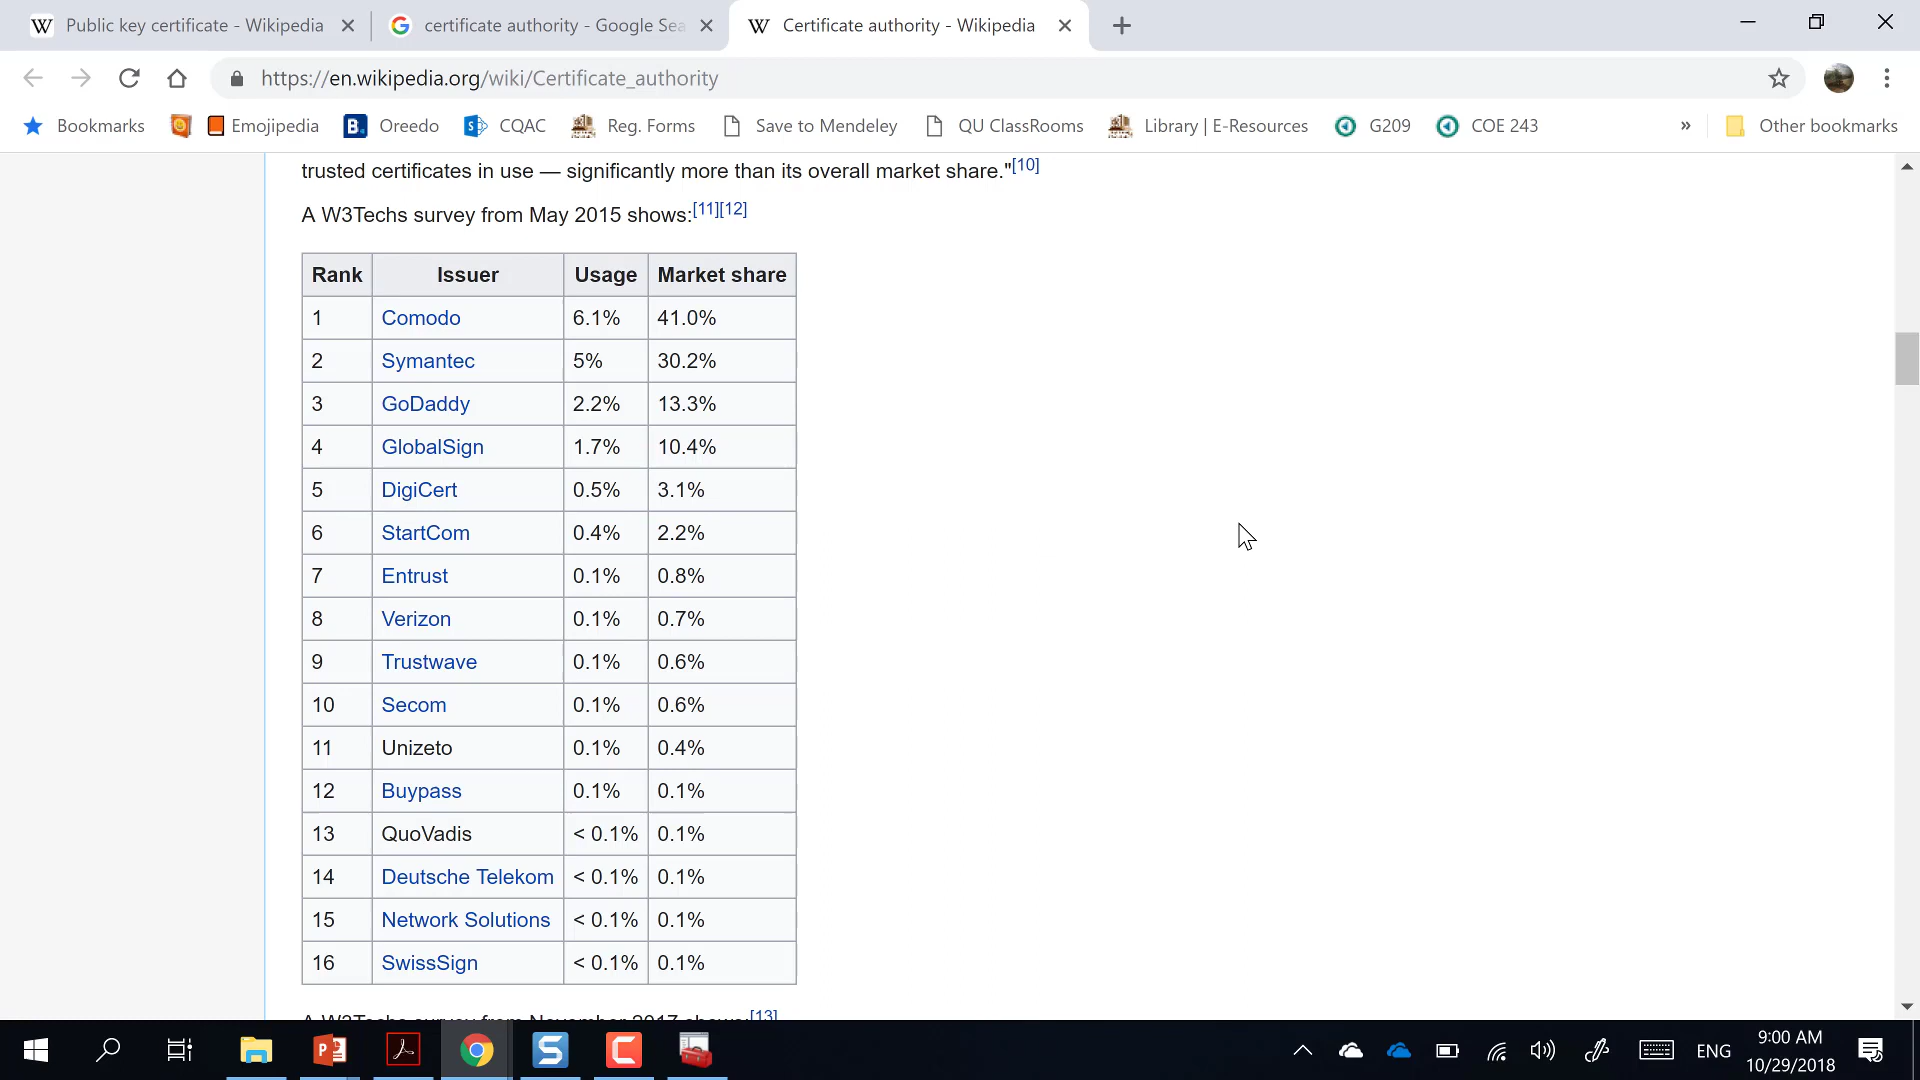 Public key certificate - Wikipedia
certificate authority - Google Sea
Certificate authority - Wikipedia
https://en.wikipedia.org/wiki/Certificate_authority
Bookmarks Emojipedia Oreedo CQAC Reg. Forms Save to Mendeley QU ClassRooms Library | E-Resources G209 COE 243 » Other bookmarks
trusted certificates in use — significantly more than its overall market share."[10]
A W3Techs survey from May 2015 shows:[11][12]
Rank Issuer Usage Market share
1 Comodo 6.1% 41.0%
2 Symantec 5% 30.2%
3 GoDaddy 2.2% 13.3%
4 GlobalSign 1.7% 10.4%
5 DigiCert 0.5% 3.1%
6 StartCom 0.4% 2.2%
7 Entrust 0.1% 0.8%
8 Verizon 0.1% 0.7%
9 Trustwave 0.1% 0.6%
10 Secom 0.1% 0.6%
11 Unizeto 0.1% 0.4%
12 Buypass 0.1% 0.1%
13 QuoVadis < 0.1% 0.1%
14 Deutsche Telekom < 0.1% 0.1%
15 Network Solutions < 0.1% 0.1%
16 SwissSign < 0.1% 0.1%
A W3Techs survey from November 2017 shows:[13]
ENG
9:00 AM
10/29/2018